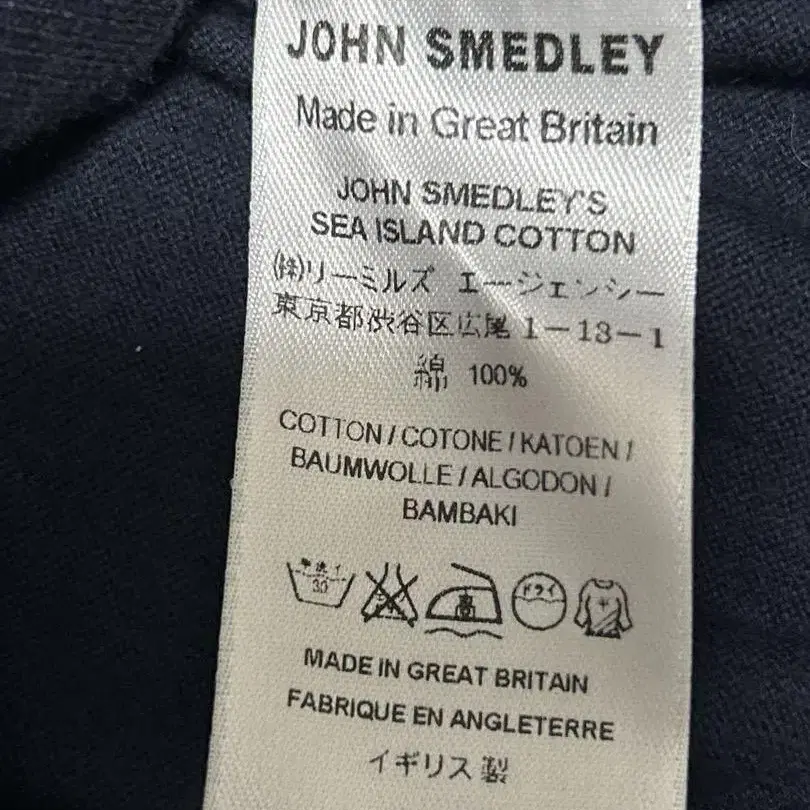 JOHN SMEDLEY
Made in Great Britain
JOHN SMEDLEY'S
SEA ISLAND COTTON
(株)リーミルズ エージェンシー
東京都渋谷区広尾 1-13-1
綿 100%
COTTON / COTONE / KATOEN /
BAUMWOLLE / ALGODON /
BAMBAKI
30 高 ドライ
MADE IN GREAT BRITAIN
FABRIQUE EN ANGLETERRE
イギリス製